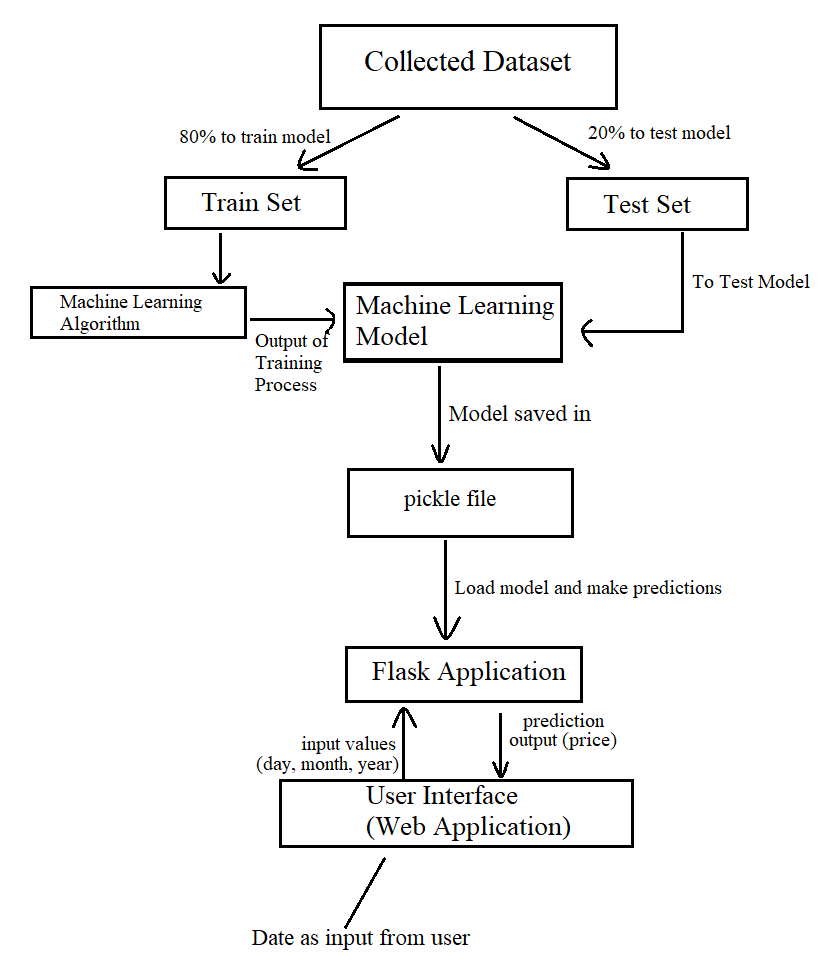 Collected Dataset
80% to train model
20% to test model
Train Set
Test Set
To Test Model
Machine Learning
Algorithm
Output of
Training
Process
Machine Learning
Model
Model saved in
pickle file
Load model and make predictions
Flask Application
input values
(day, month, year)
prediction
output (price)
User Interface
(Web Application)
Date as input from user